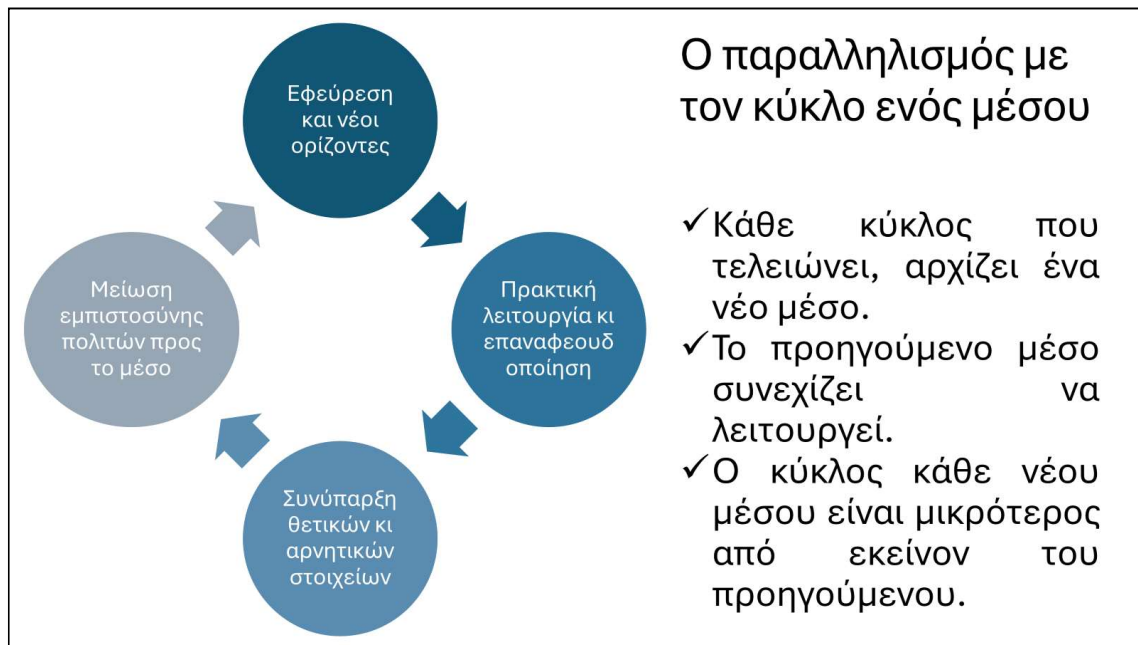 Εφεύρεση
και νέοι
ορίζοντες
Πρακτική
λειτουργία κι
επαναφεουδ
οποίηση
Συνύπαρξη
θετικών κι
αρνητικών
στοιχείων
Μείωση
εμπιστοσύνης
πολιτών προς
το μέσο
Ο παραλληλισμός με
τον κύκλο ενός μέσου
✓Κάθε κύκλος που
τελειώνει, αρχίζει ένα
νέο μέσο.
✓Το προηγούμενο μέσο
συνεχίζει να
λειτουργεί.
✓Ο κύκλος κάθε νέου
μέσου είναι μικρότερος
από εκείνον του
προηγούμενου.